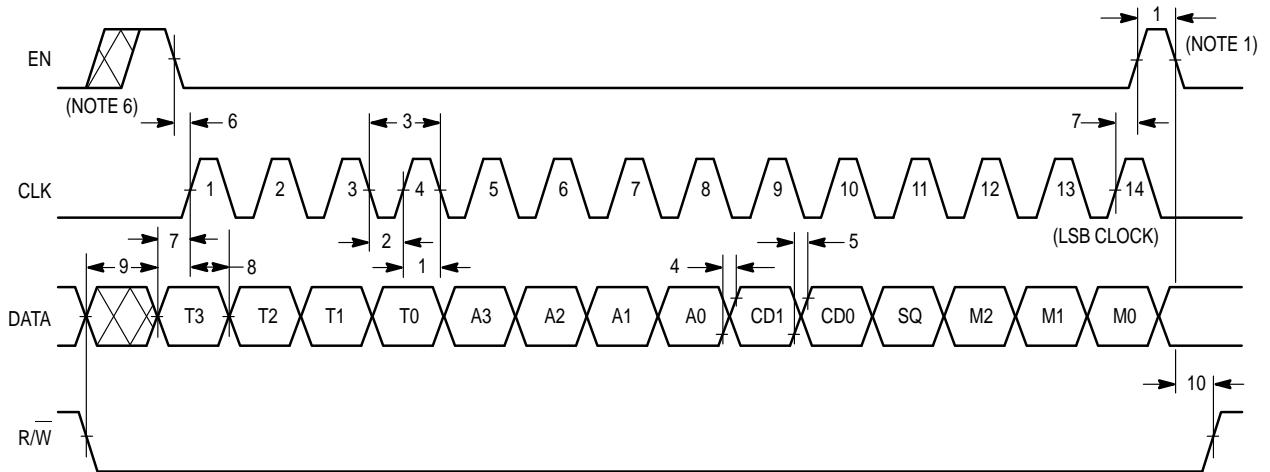 1
EN
(NOTE 1)
(NOTE 6)
6
3
7
CLK
1 2 3 4 5 6 7 8 9 10 11 12 13 14
(LSB CLOCK)
7
2
5
9
8
1
4
DATA
T3 T2 T1 T0 A3 A2 A1 A0 CD1 CD0 SQ M2 M1 M0
10
R/W̅